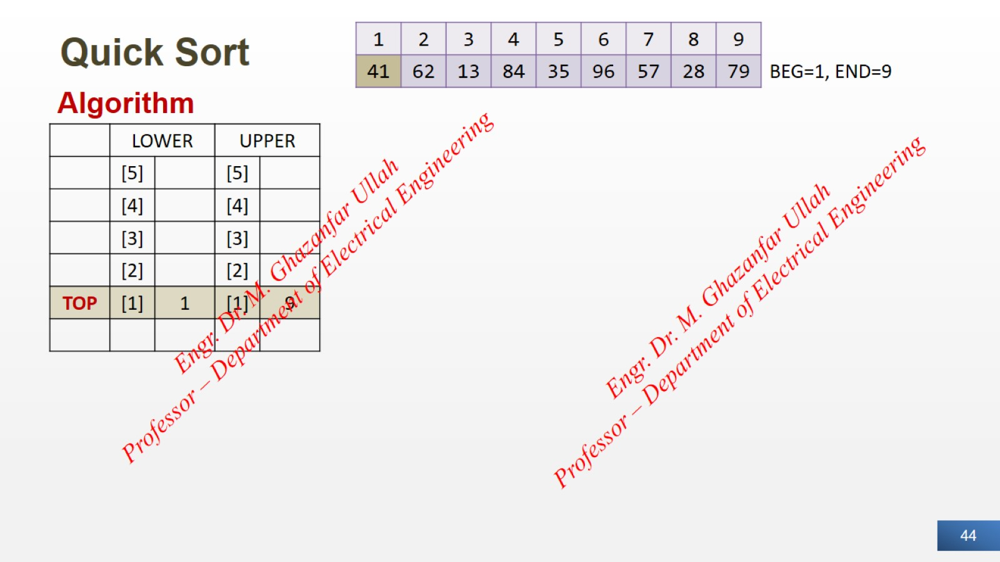 Quick Sort
1 2 3 4 5 6 7 8 9
41 62 13 84 35 96 57 28 79 BEG=1, END=9
Algorithm
LOWER UPPER
[5] [5]
[4] [4]
[3] [3]
[2] [2]
TOP [1] 1 [1] 9
Engr. Dr. M. Ghazanfar Ullah
Professor – Department of Electrical Engineering
Engr. Dr. M. Ghazanfar Ullah
Professor – Department of Electrical Engineering
44